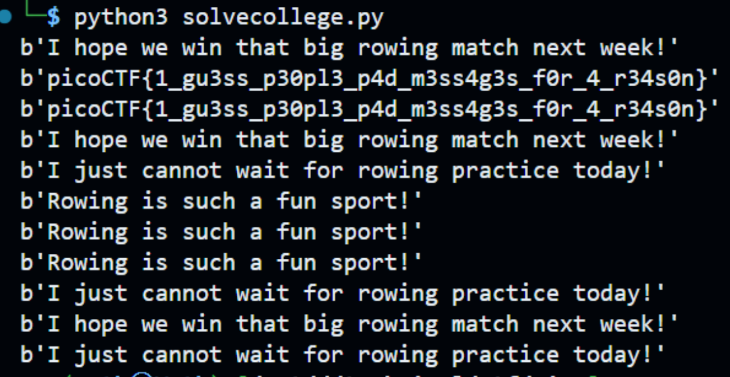 └─$ python3 solvecollege.py
b'I hope we win that big rowing match next week!'
b'picoCTF{1_gu3ss_p30pl3_p4d_m3ss4g3s_f0r_4_r34s0n}'
b'picoCTF{1_gu3ss_p30pl3_p4d_m3ss4g3s_f0r_4_r34s0n}'
b'I hope we win that big rowing match next week!'
b'I just cannot wait for rowing practice today!'
b'Rowing is such a fun sport!'
b'Rowing is such a fun sport!'
b'Rowing is such a fun sport!'
b'I just cannot wait for rowing practice today!'
b'I hope we win that big rowing match next week!'
b'I just cannot wait for rowing practice today!'